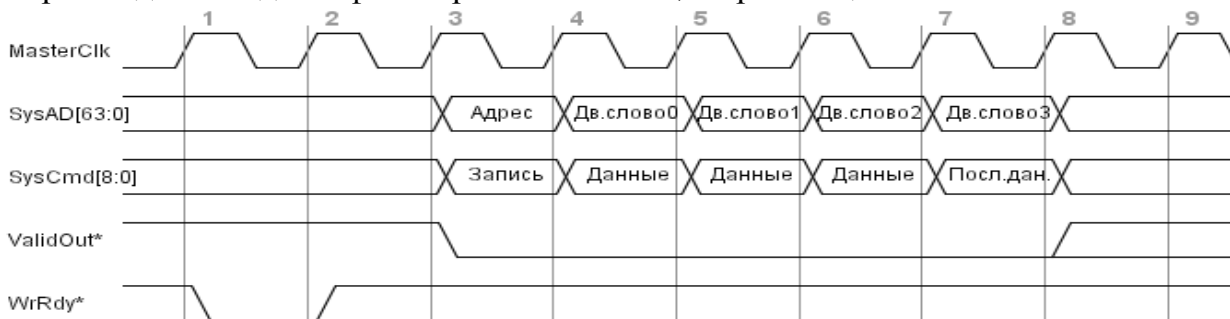 1 2 3 4 5 6 7 8 9
MasterClk
SysAD[63:0] Адрес Дв.слово0 Дв.слово1 Дв.слово2 Дв.слово3
SysCmd[8:0] Запись Данные Данные Данные Посл.дан.
ValidOut*
WrRdy*